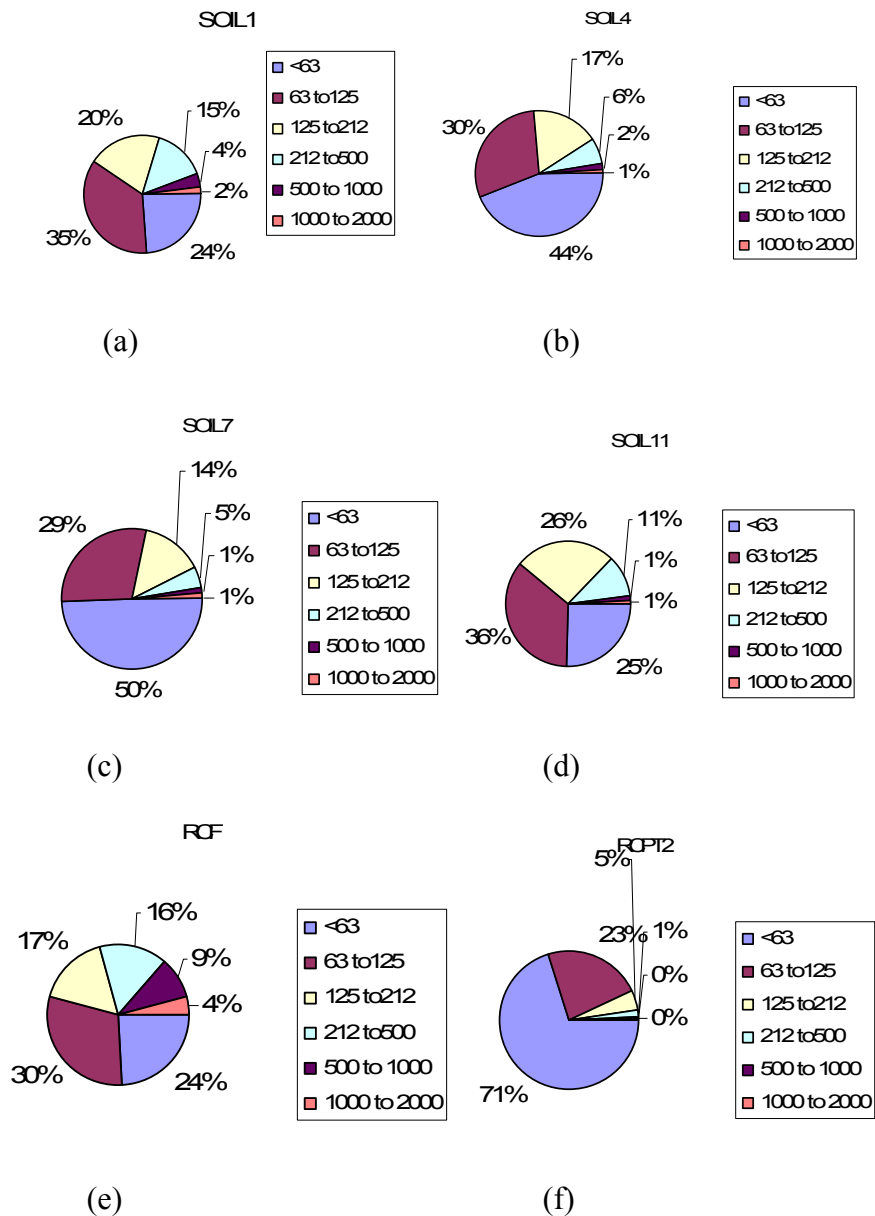 SOIL1
<63
63 to125
125 to212
212 to500
500 to 1000
1000 to 2000
20%
15%
4%
2%
35%
24%
(a)
SOIL4
17%
6%
30%
2%
1%
44%
<63
63 to125
125 to212
212 to500
500 to 1000
1000 to 2000
(b)
SOIL7
14%
29%
5%
1%
1%
50%
<63
63 to125
125 to212
212 to500
500 to 1000
1000 to 2000
(c)
SOIL11
26%
11%
1%
1%
36%
25%
<63
63 to125
125 to212
212 to500
500 to 1000
1000 to 2000
(d)
ROF
16%
17%
9%
4%
30%
24%
<63
63 to125
125 to212
212 to500
500 to 1000
1000 to 2000
(e)
ROPT2
5%
23%
1%
0%
0%
71%
<63
63 to125
125 to212
212 to500
500 to 1000
1000 to 2000
(f)